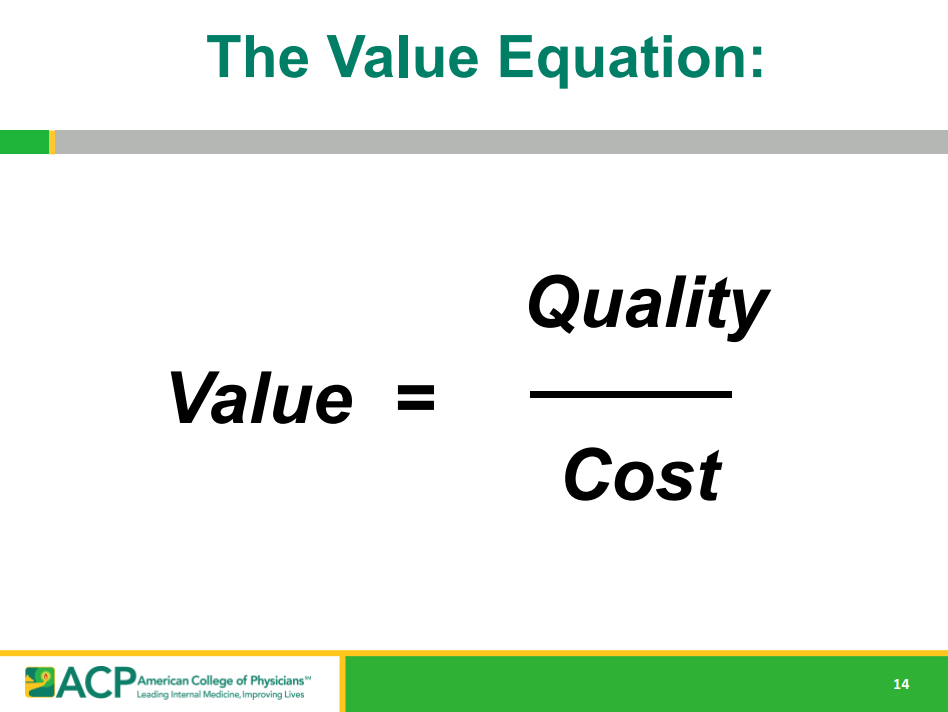 The Value Equation:
Quality
Value =
Cost
ACP American College of Physicians℠
Leading Internal Medicine, Improving Lives
14